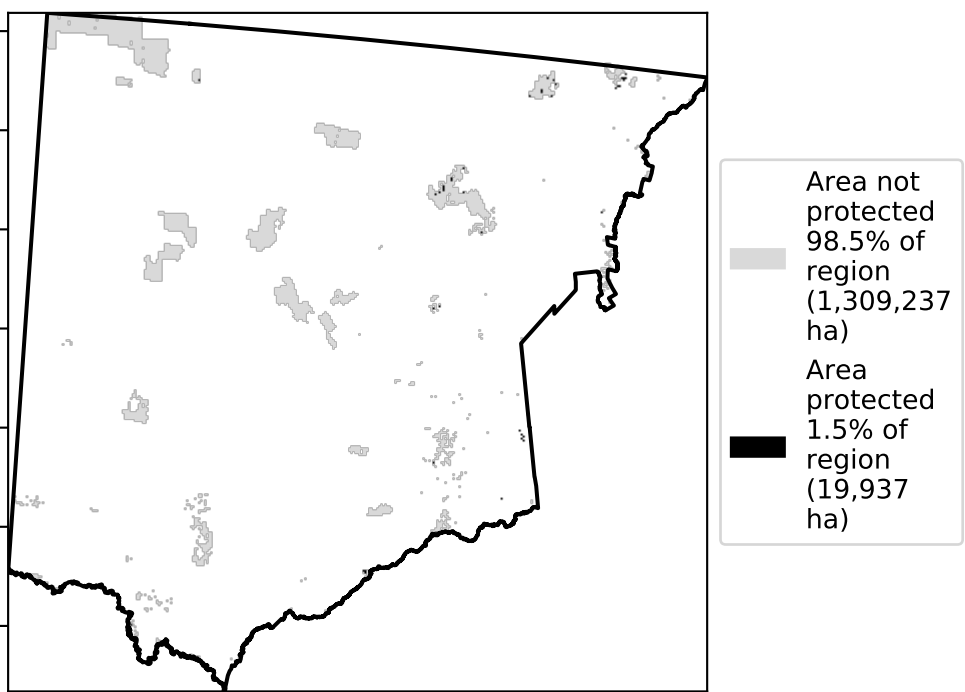 Area not
protected
98.5% of
region
(1,309,237
ha)
Area
protected
1.5% of
region
(19,937
ha)